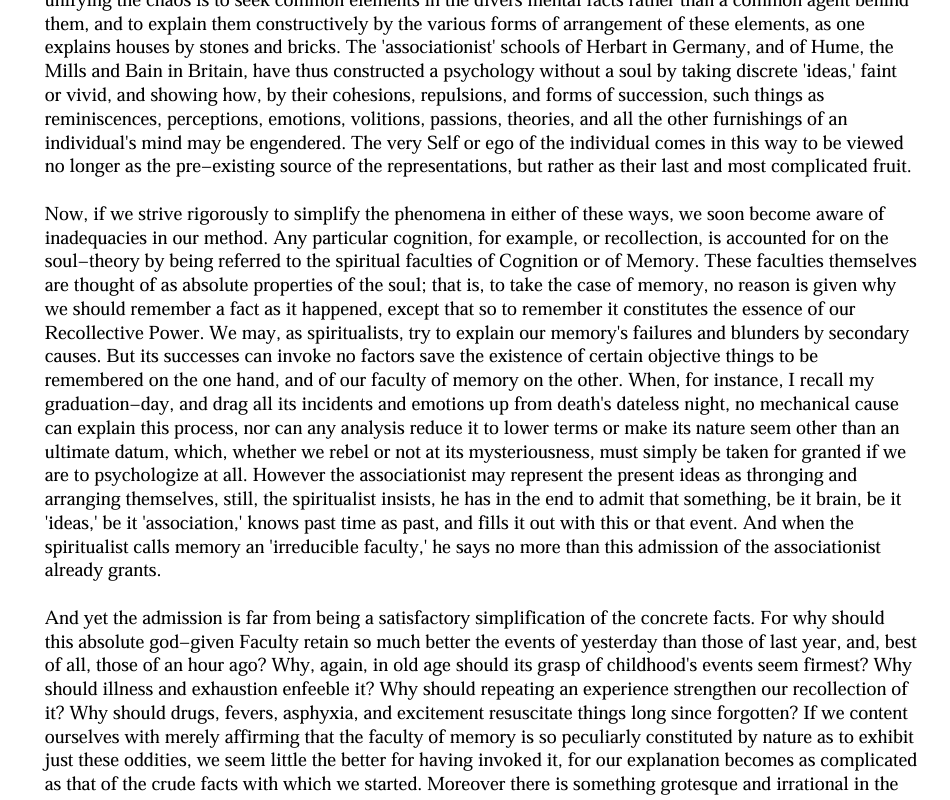 unifying the chaos is to seek common elements in the divers mental facts rather than a common agent behind
them, and to explain them constructively by the various forms of arrangement of these elements, as one
explains houses by stones and bricks. The 'associationist' schools of Herbart in Germany, and of Hume, the
Mills and Bain in Britain, have thus constructed a psychology without a soul by taking discrete 'ideas,' faint
or vivid, and showing how, by their cohesions, repulsions, and forms of succession, such things as
reminiscences, perceptions, emotions, volitions, passions, theories, and all the other furnishings of an
individual's mind may be engendered. The very Self or ego of the individual comes in this way to be viewed
no longer as the pre−existing source of the representations, but rather as their last and most complicated fruit.

Now, if we strive rigorously to simplify the phenomena in either of these ways, we soon become aware of
inadequacies in our method. Any particular cognition, for example, or recollection, is accounted for on the
soul−theory by being referred to the spiritual faculties of Cognition or of Memory. These faculties themselves
are thought of as absolute properties of the soul; that is, to take the case of memory, no reason is given why
we should remember a fact as it happened, except that so to remember it constitutes the essence of our
Recollective Power. We may, as spiritualists, try to explain our memory's failures and blunders by secondary
causes. But its successes can invoke no factors save the existence of certain objective things to be
remembered on the one hand, and of our faculty of memory on the other. When, for instance, I recall my
graduation−day, and drag all its incidents and emotions up from death's dateless night, no mechanical cause
can explain this process, nor can any analysis reduce it to lower terms or make its nature seem other than an
ultimate datum, which, whether we rebel or not at its mysteriousness, must simply be taken for granted if we
are to psychologize at all. However the associationist may represent the present ideas as thronging and
arranging themselves, still, the spiritualist insists, he has in the end to admit that something, be it brain, be it
'ideas,' be it 'association,' knows past time as past, and fills it out with this or that event. And when the
spiritualist calls memory an 'irreducible faculty,' he says no more than this admission of the associationist
already grants.

And yet the admission is far from being a satisfactory simplification of the concrete facts. For why should
this absolute god−given Faculty retain so much better the events of yesterday than those of last year, and, best
of all, those of an hour ago? Why, again, in old age should its grasp of childhood's events seem firmest? Why
should illness and exhaustion enfeeble it? Why should repeating an experience strengthen our recollection of
it? Why should drugs, fevers, asphyxia, and excitement resuscitate things long since forgotten? If we content
ourselves with merely affirming that the faculty of memory is so peculiarly constituted by nature as to exhibit
just these oddities, we seem little the better for having invoked it, for our explanation becomes as complicated
as that of the crude facts with which we started. Moreover there is something grotesque and irrational in the